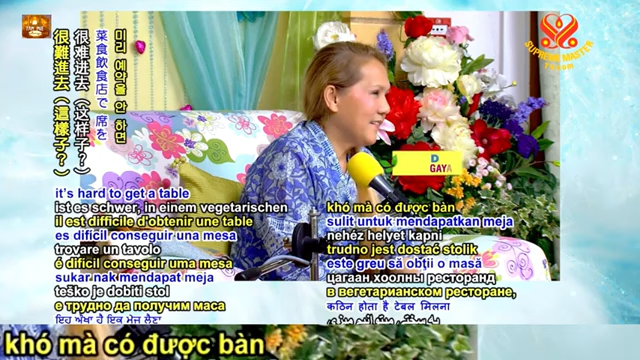 很難進去（這樣子？）
很难进去（这样子？）
菜食飲食店で 席を
미리 예약을 안 하면
SUPREME MASTER
D
GAYA
it's hard to get a table
ist es schwer, in einem vegetarischen
il est difficile d'obtenir une table
es difícil conseguir una mesa
trovare un tavolo
é difícil conseguir uma mesa
sukar nak mendapat meja
teško je dobiti stol
е трудно да получим маса
ਇਹ ਔਖਾ ਹੈ ਇਕ ਮੇਜ ਲੈਣਾ
khó mà có được bàn
sulit untuk mendapatkan meja
nehéz helyet kapni
trudno jest dostać stolik
este greu să obţii o masă
цагаан хоолны ресторанд
в вегетарианском ресторане,
कठिन होता है टेबल मिलना
khó mà có được bàn